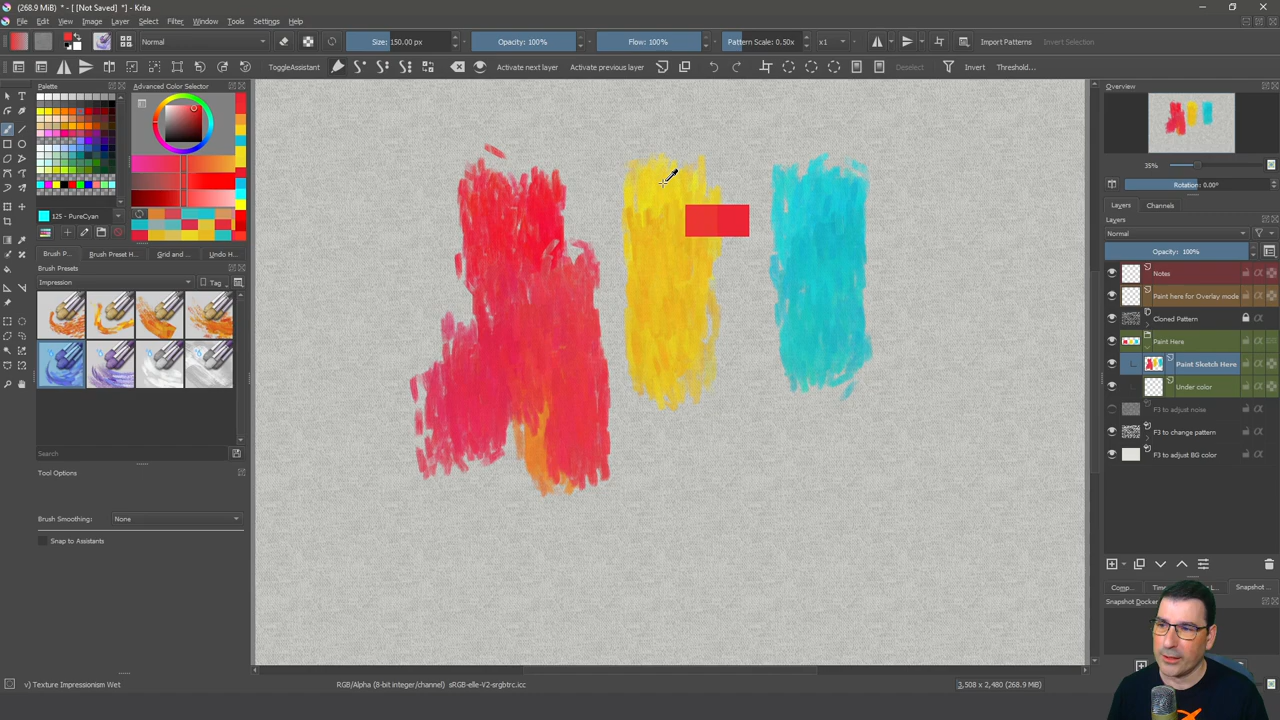 (268.9 MiB) * - [ [Not Saved] *] - Krita
File Edit View Image Layer Select Filter Window Tools Settings Help
Normal Size: 150.00 px Opacity: 100% Flow: 100% Pattern Scale: 0.50x x1 Import Patterns Invert Selection
ToggleAssistant Activate next layer Activate previous layer Deselect Invert Threshold...
Palette Advanced Color Selector Overview
35%
Rotation: 0.00°
Layers Channels
125 - PureCyan
Layers
Normal
Opacity: 100%
Brush P... Brush Preset H... Grid and ... Undo H...
Brush Presets
Impression Tag
Notes
Paint here for Overlay mode
Cloned Pattern
Paint Here
Paint Sketch Here
Under color
F3 to adjust noise
F3 to change pattern
F3 to adjust BG color
Search
Tool Options
Brush Smoothing: None
Snap to Assistants
Snapshot ...
Snapshot Docker
v) Texture Impressionism Wet RGB/Alpha (8-bit integer/channel) sRGB-elle-V2-srgbtrc.icc 3,508 x 2,480 (268.9 MiB)